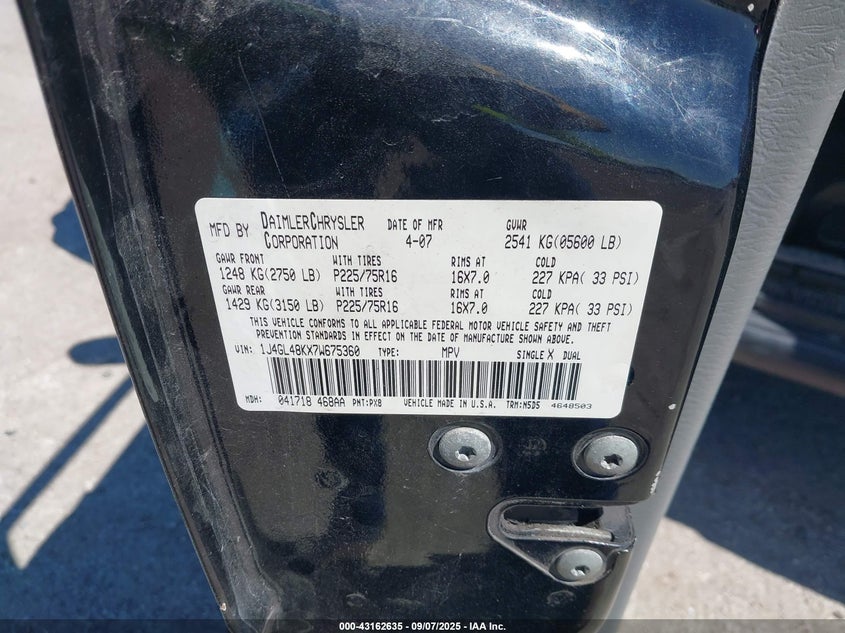 MFD BY DAIMLERCHRYSLER CORPORATION DATE OF MFR 4-07 GVWR 2541 KG(05600 LB)
GAWR FRONT WITH TIRES RIMS AT COLD
1248 KG(2750 LB) P225/75R16 16X7.0 227 KPA( 33 PSI)
GAWR REAR WITH TIRES RIMS AT COLD
1429 KG(3150 LB) P225/75R16 16X7.0 227 KPA( 33 PSI)
THIS VEHICLE CONFORMS TO ALL APPLICABLE FEDERAL MOTOR VEHICLE SAFETY AND THEFT
PREVENTION STANDARDS IN EFFECT ON THE DATE OF MANUFACTURE SHOWN ABOVE.
VIN: 1J4GL48KX7W675360 TYPE: MPV SINGLE X DUAL
MDH: 041718 468AA PNT:PX8 VEHICLE MADE IN U.S.A. TRM:N5D5 4648503
000-43162635 - 09/07/2025 - IAA Inc.